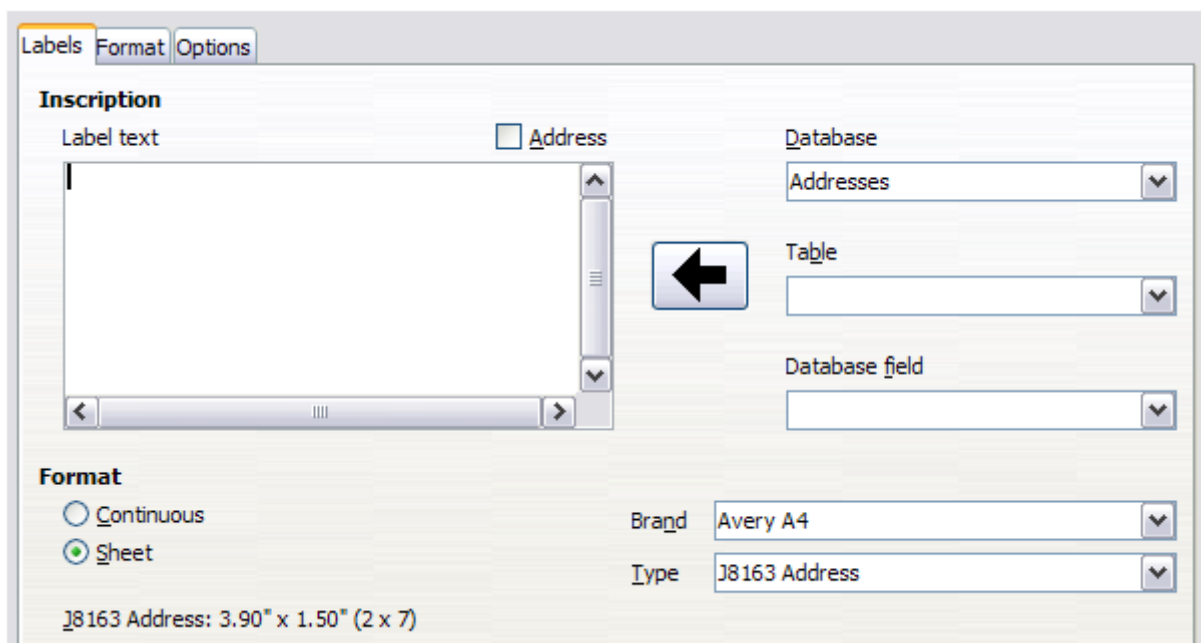 Labels Format Options
Inscription
Label text
Address
Database
Addresses
Table
Database field
Format
Continuous
Sheet
Brand Avery A4
Type J8163 Address
J8163 Address: 3.90" x 1.50" (2 x 7)